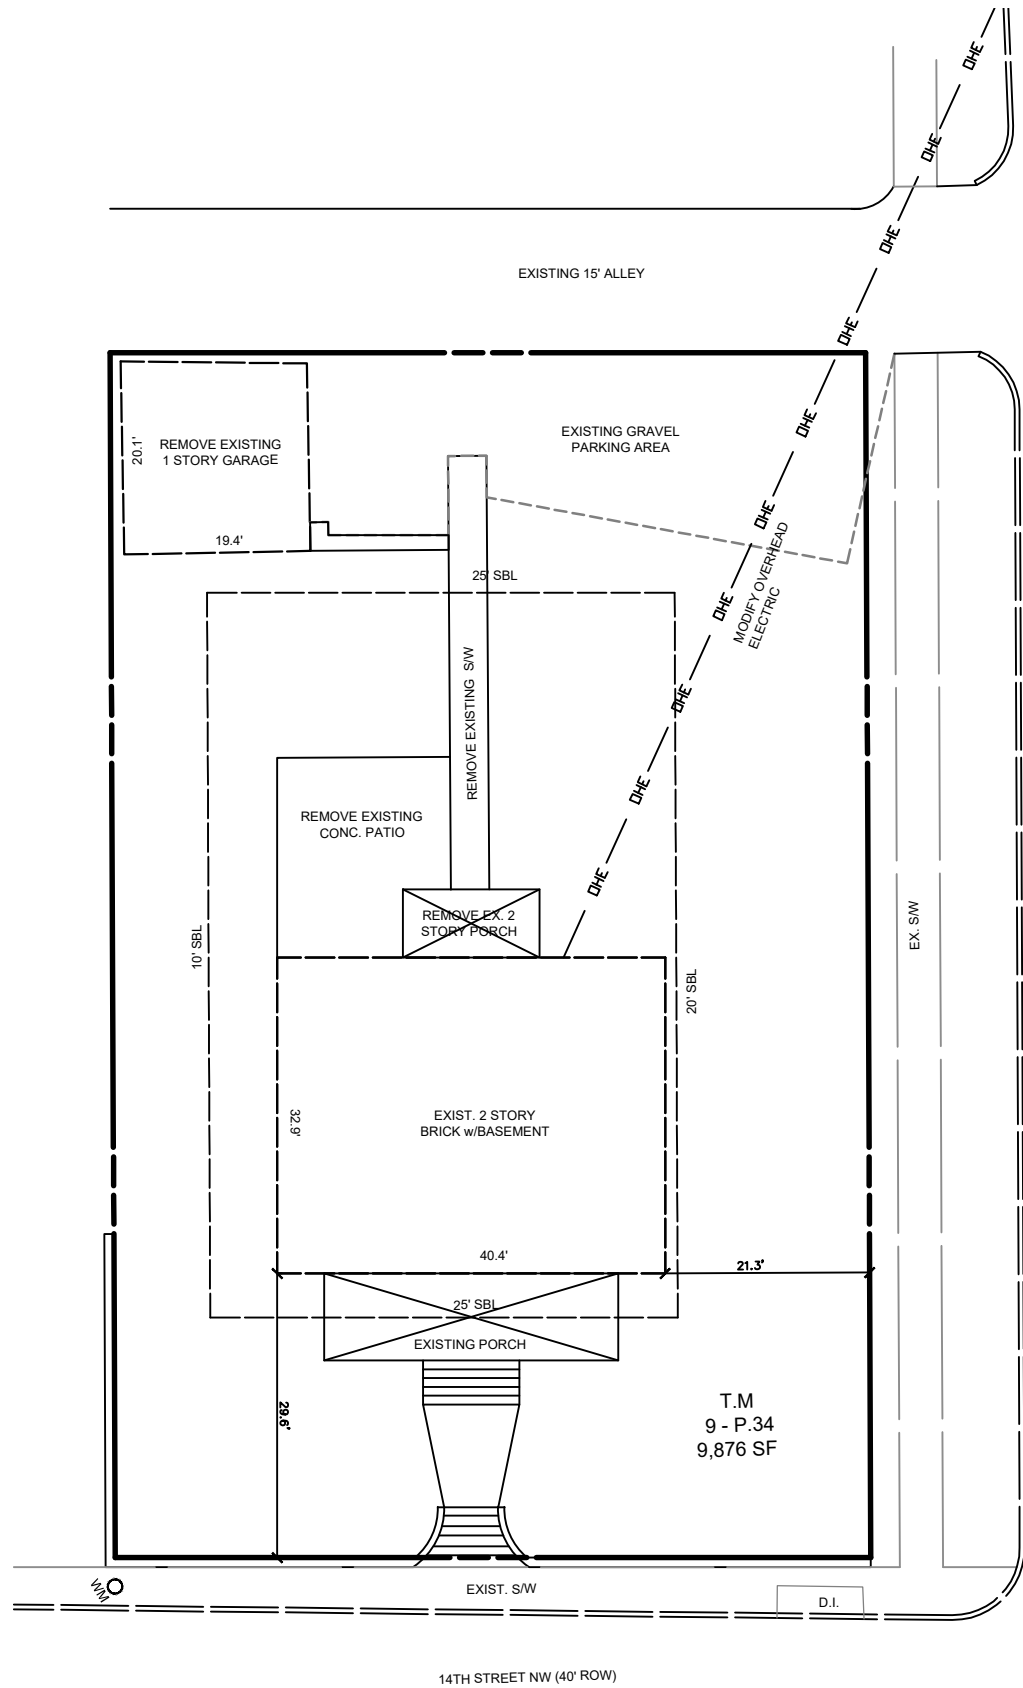 OHE
OHE
OHE
EXISTING 15' ALLEY
OHE
OHE
EXISTING GRAVEL
PARKING AREA
REMOVE EXISTING
1 STORY GARAGE
20.1'
19.4'
OHE
25' SBL
MODIFY OVERHEAD
ELECTRIC
OHE
OHE
REMOVE EXISTING S/W
OHE
REMOVE EXISTING
CONC. PATIO
OHE
REMOVE EX. 2
STORY PORCH
EX. S/W
10' SBL
20' SBL
32.9'
EXIST. 2 STORY
BRICK w/BASEMENT
40.4'
21.3'
25' SBL
EXISTING PORCH
29.6'
T.M
9 - P.34
9,876 SF
WM
EXIST. S/W
D.I.
14TH STREET NW (40' ROW)